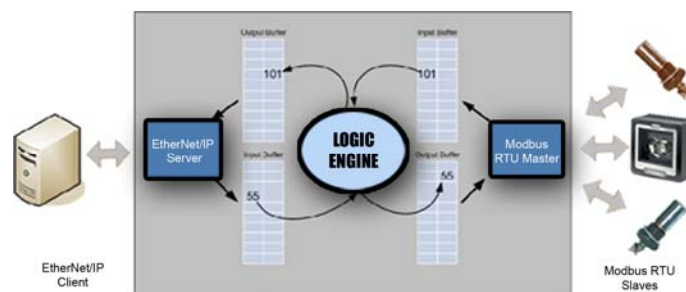 Output Buffer
Input Buffer
101
101
EtherNet/IP
Server
LOGIC
ENGINE
Modbus
RTU Master
Input Buffer
Output Buffer
55
55
EtherNet/IP
Client
Modbus RTU
Slaves